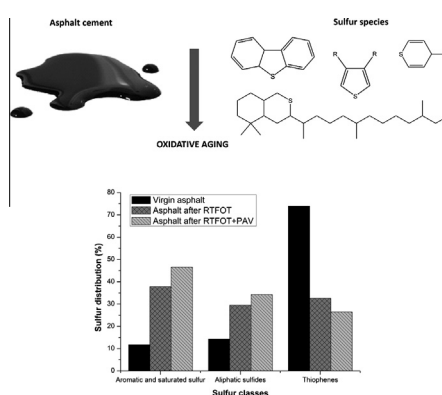 Asphalt cement
Sulfur species
S
R
R
S
S
S
OXIDATIVE AGING
80
70
60
50
40
30
20
10
0
Sulfur distribution (%)
Virgin asphalt
Asphalt after RTFOT
Asphalt after RTFOT+PAV
Aromatic and saturated sulfur
Aliphatic sulfides
Thiophenes
Sulfur classes